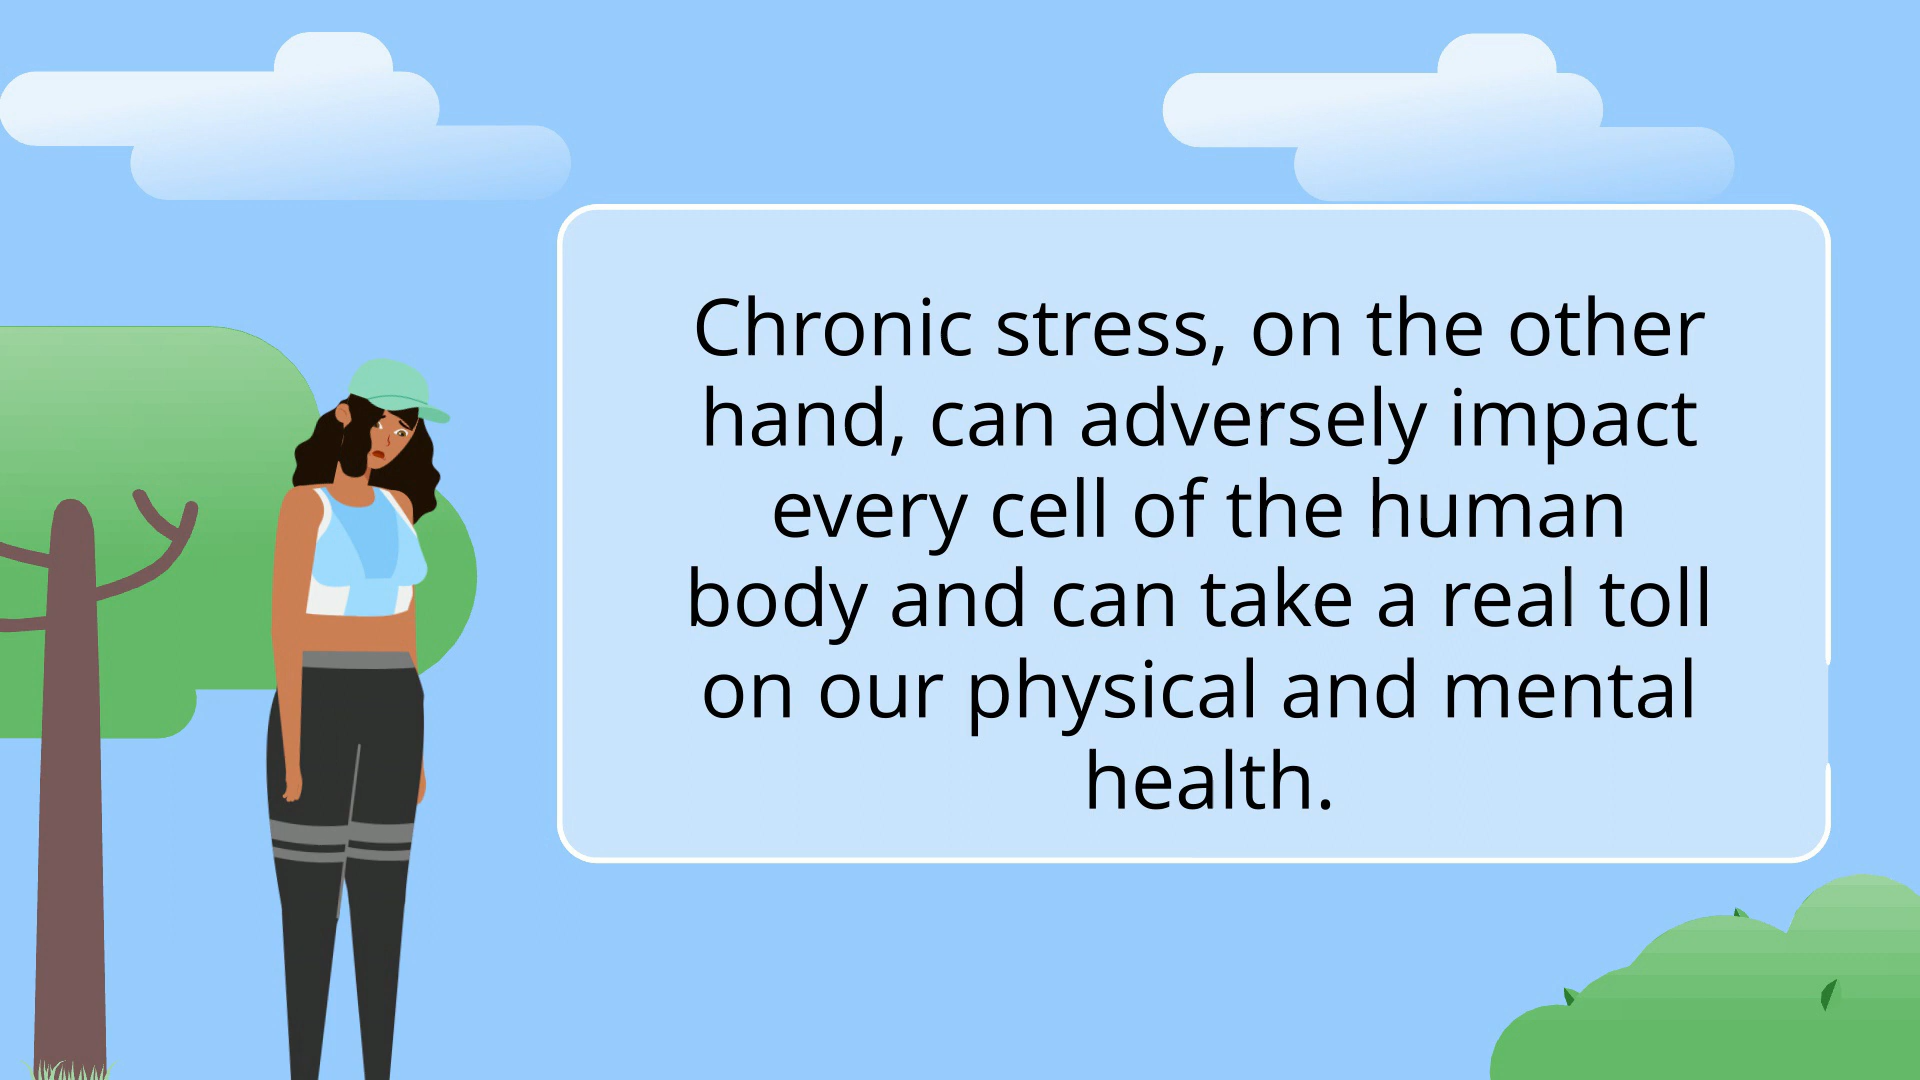 Chronic stress, on the other
hand, can adversely impact
every cell of the human
body and can take a real toll
on our physical and mental
health.